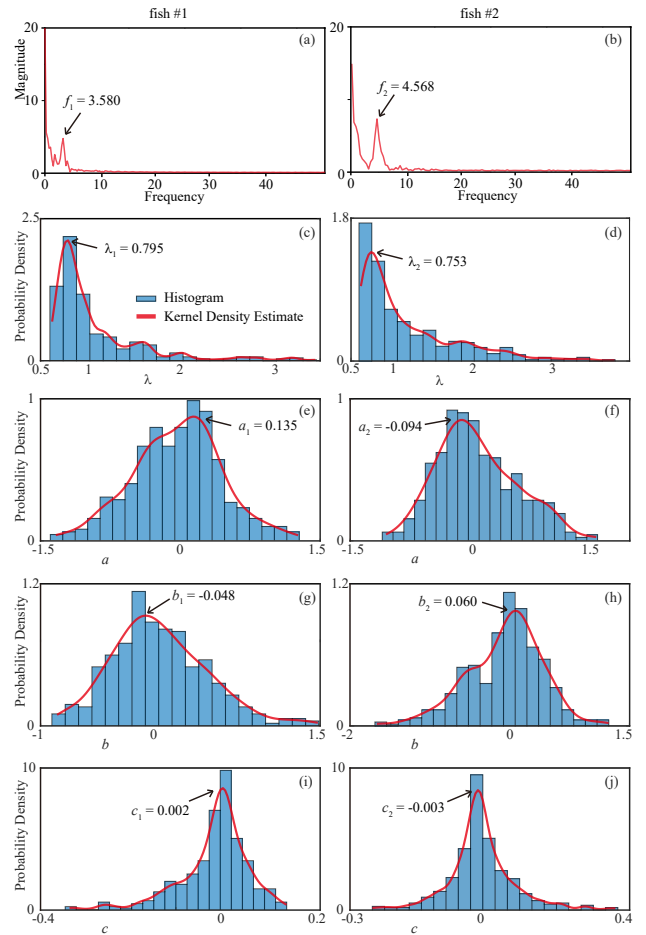 fish #1
fish #2
20
(a)
Magnitude
f1 = 3.580
10
0
0
10
20
40
Frequency
20
(b)
f2 = 4.568
10
0
0
10
20
40
Frequency
2.5
(c)
λ1 = 0.795
Probability Density
Histogram
Kernel Density Estimate
0
0.5
1
2
3
λ
1.8
(d)
λ2 = 0.753
0
0.5
1
3
λ
1
(e)
a1 = 0.135
Probability Density
0
-1.5
0
1.5
a
1
(f)
a2 = -0.094
0
-1.5
0
1.5
a
1.2
(g)
b1 = -0.048
Probability Density
0
-1
0
1.5
b
1.2
(h)
b2 = 0.060
0
-2
0
1.5
b
10
(i)
c1 = 0.002
Probability Density
0
-0.4
0
0.2
c
10
(j)
c2 = -0.003
0
-0.3
0
0.4
c